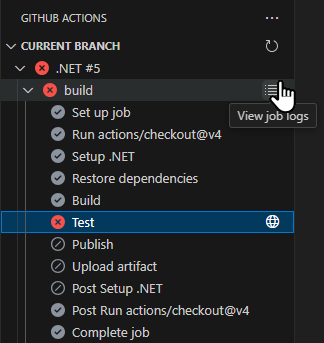 GITHUB ACTIONS
CURRENT BRANCH
.NET #5
build
View job logs
Set up job
Run actions/checkout@v4
Setup .NET
Restore dependencies
Build
Test
Publish
Upload artifact
Post Setup .NET
Post Run actions/checkout@v4
Complete job